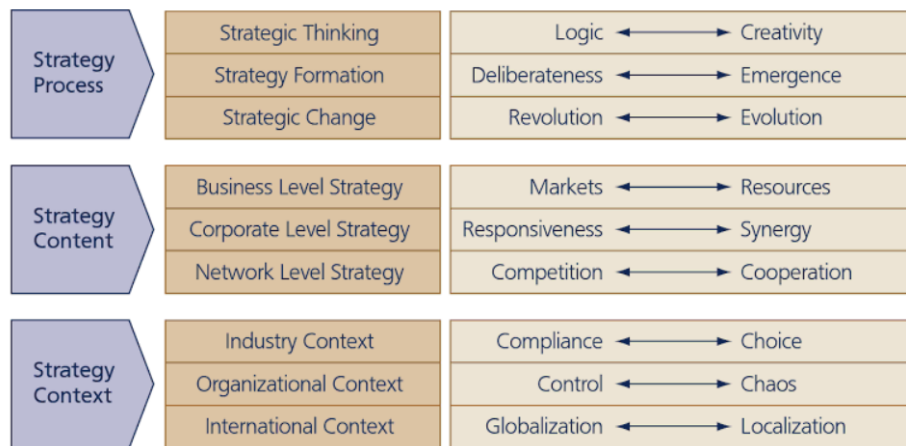 Strategy
Process
Strategic Thinking
Logic Creativity
Strategy Formation
Deliberateness Emergence
Strategic Change
Revolution Evolution
Strategy
Content
Business Level Strategy
Markets Resources
Corporate Level Strategy
Responsiveness Synergy
Network Level Strategy
Competition Cooperation
Strategy
Context
Industry Context
Compliance Choice
Organizational Context
Control Chaos
International Context
Globalization Localization